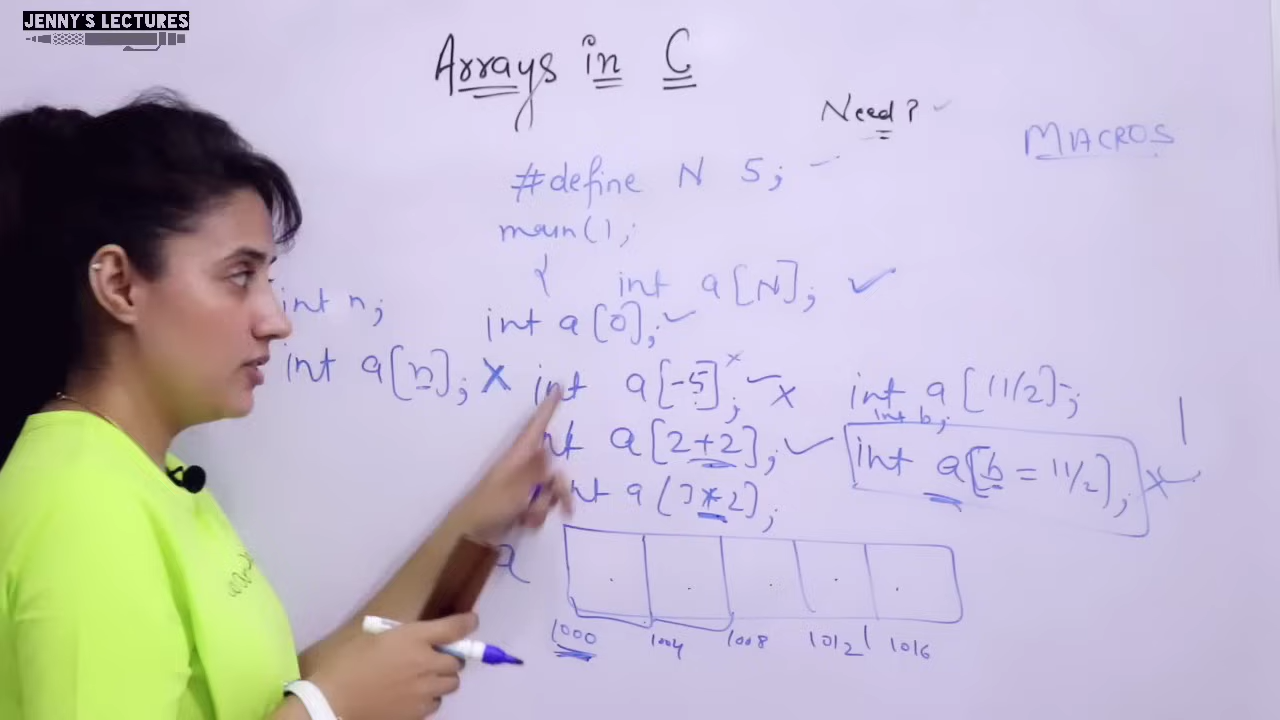 JENNY'S LECTURES
Arrays in C
Need?
MACROS
#define N 5;
main();
{ int a[N]; ✓
int n;
int a[0]; ✓
int a[n]; X
int a[-5]; x
int a[11/2];
int b;
int a[2+2]; ✓
int a[b = 11/2]; x
int a[3*2];
a
1000 1004 1008 1012 1016